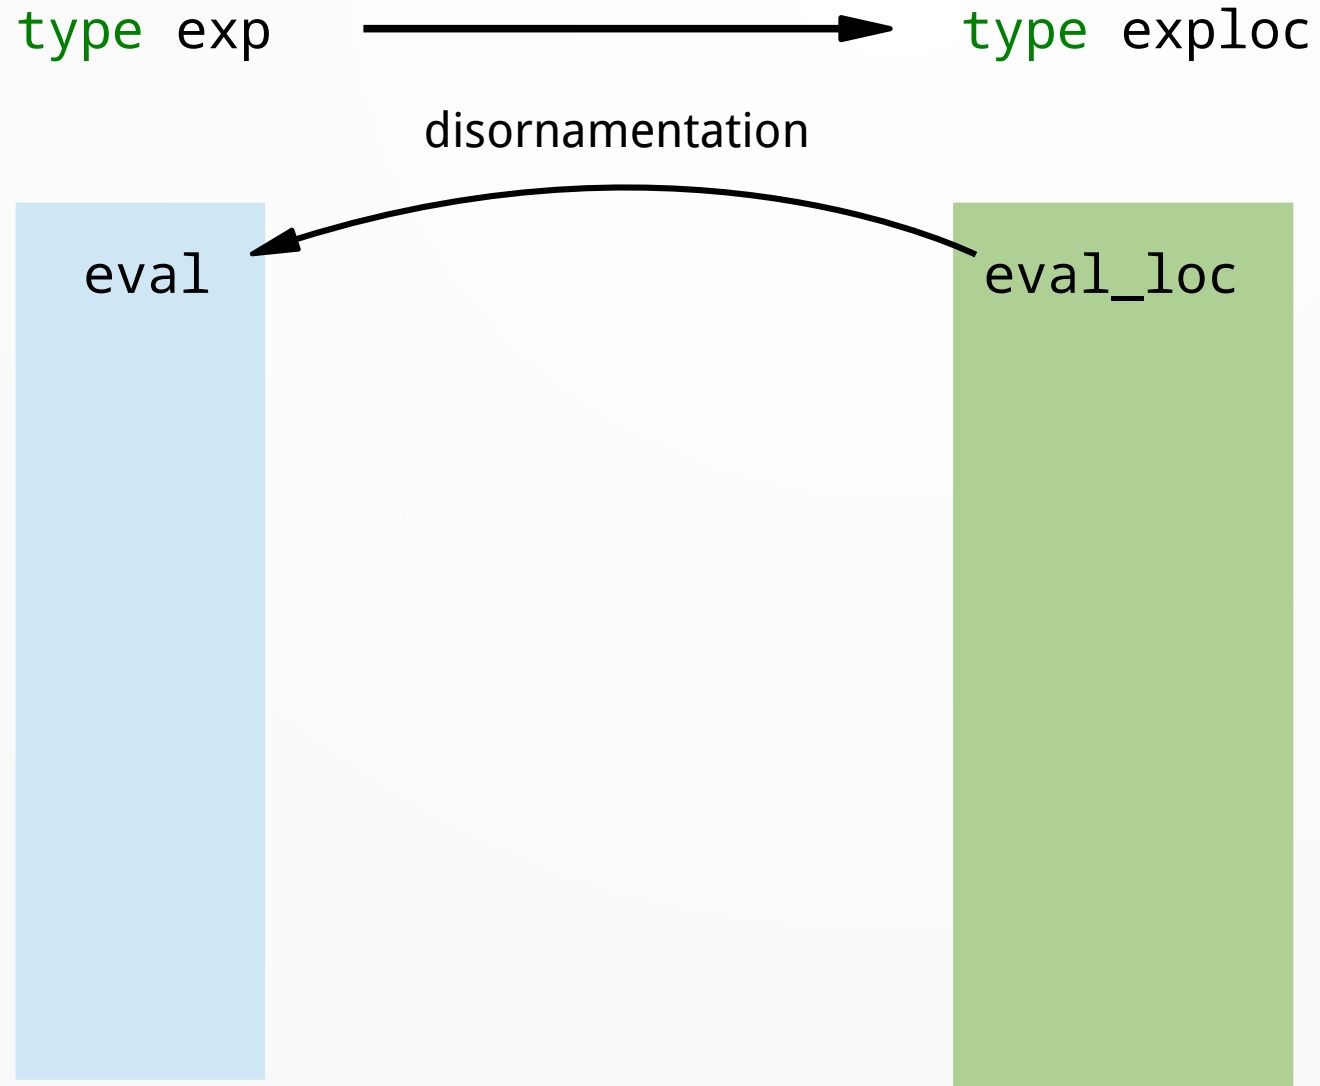 type exp type exploc
disornamentation
eval eval_loc